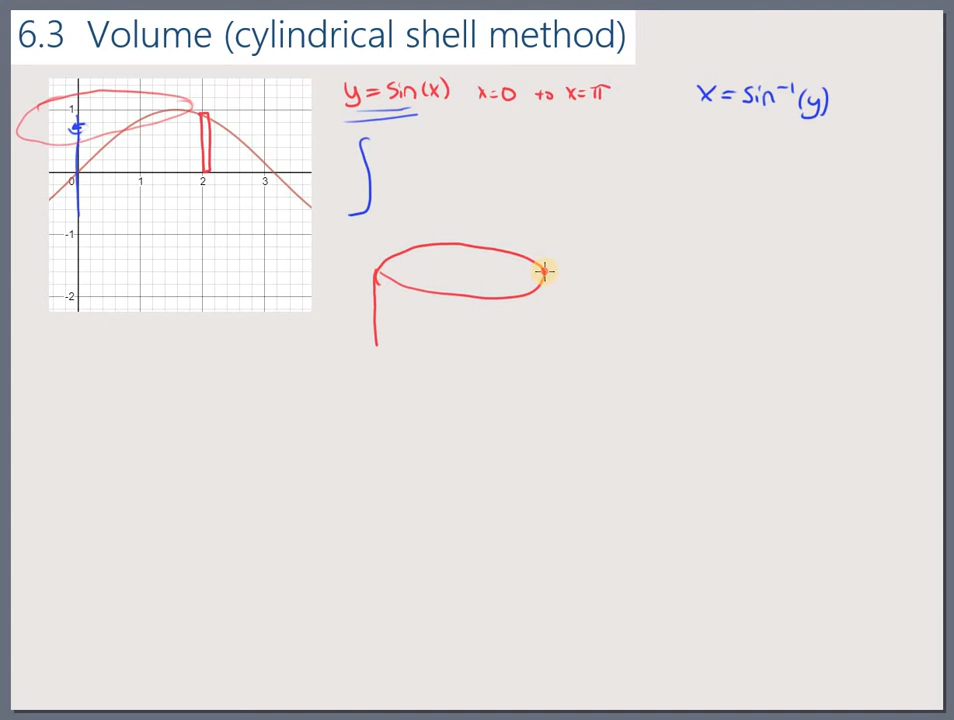 6.3 Volume (cylindrical shell method)
y = sin(x) x=0 to x=π x = sin⁻¹(y)
1
0 1 2 3
-1
-2
∫